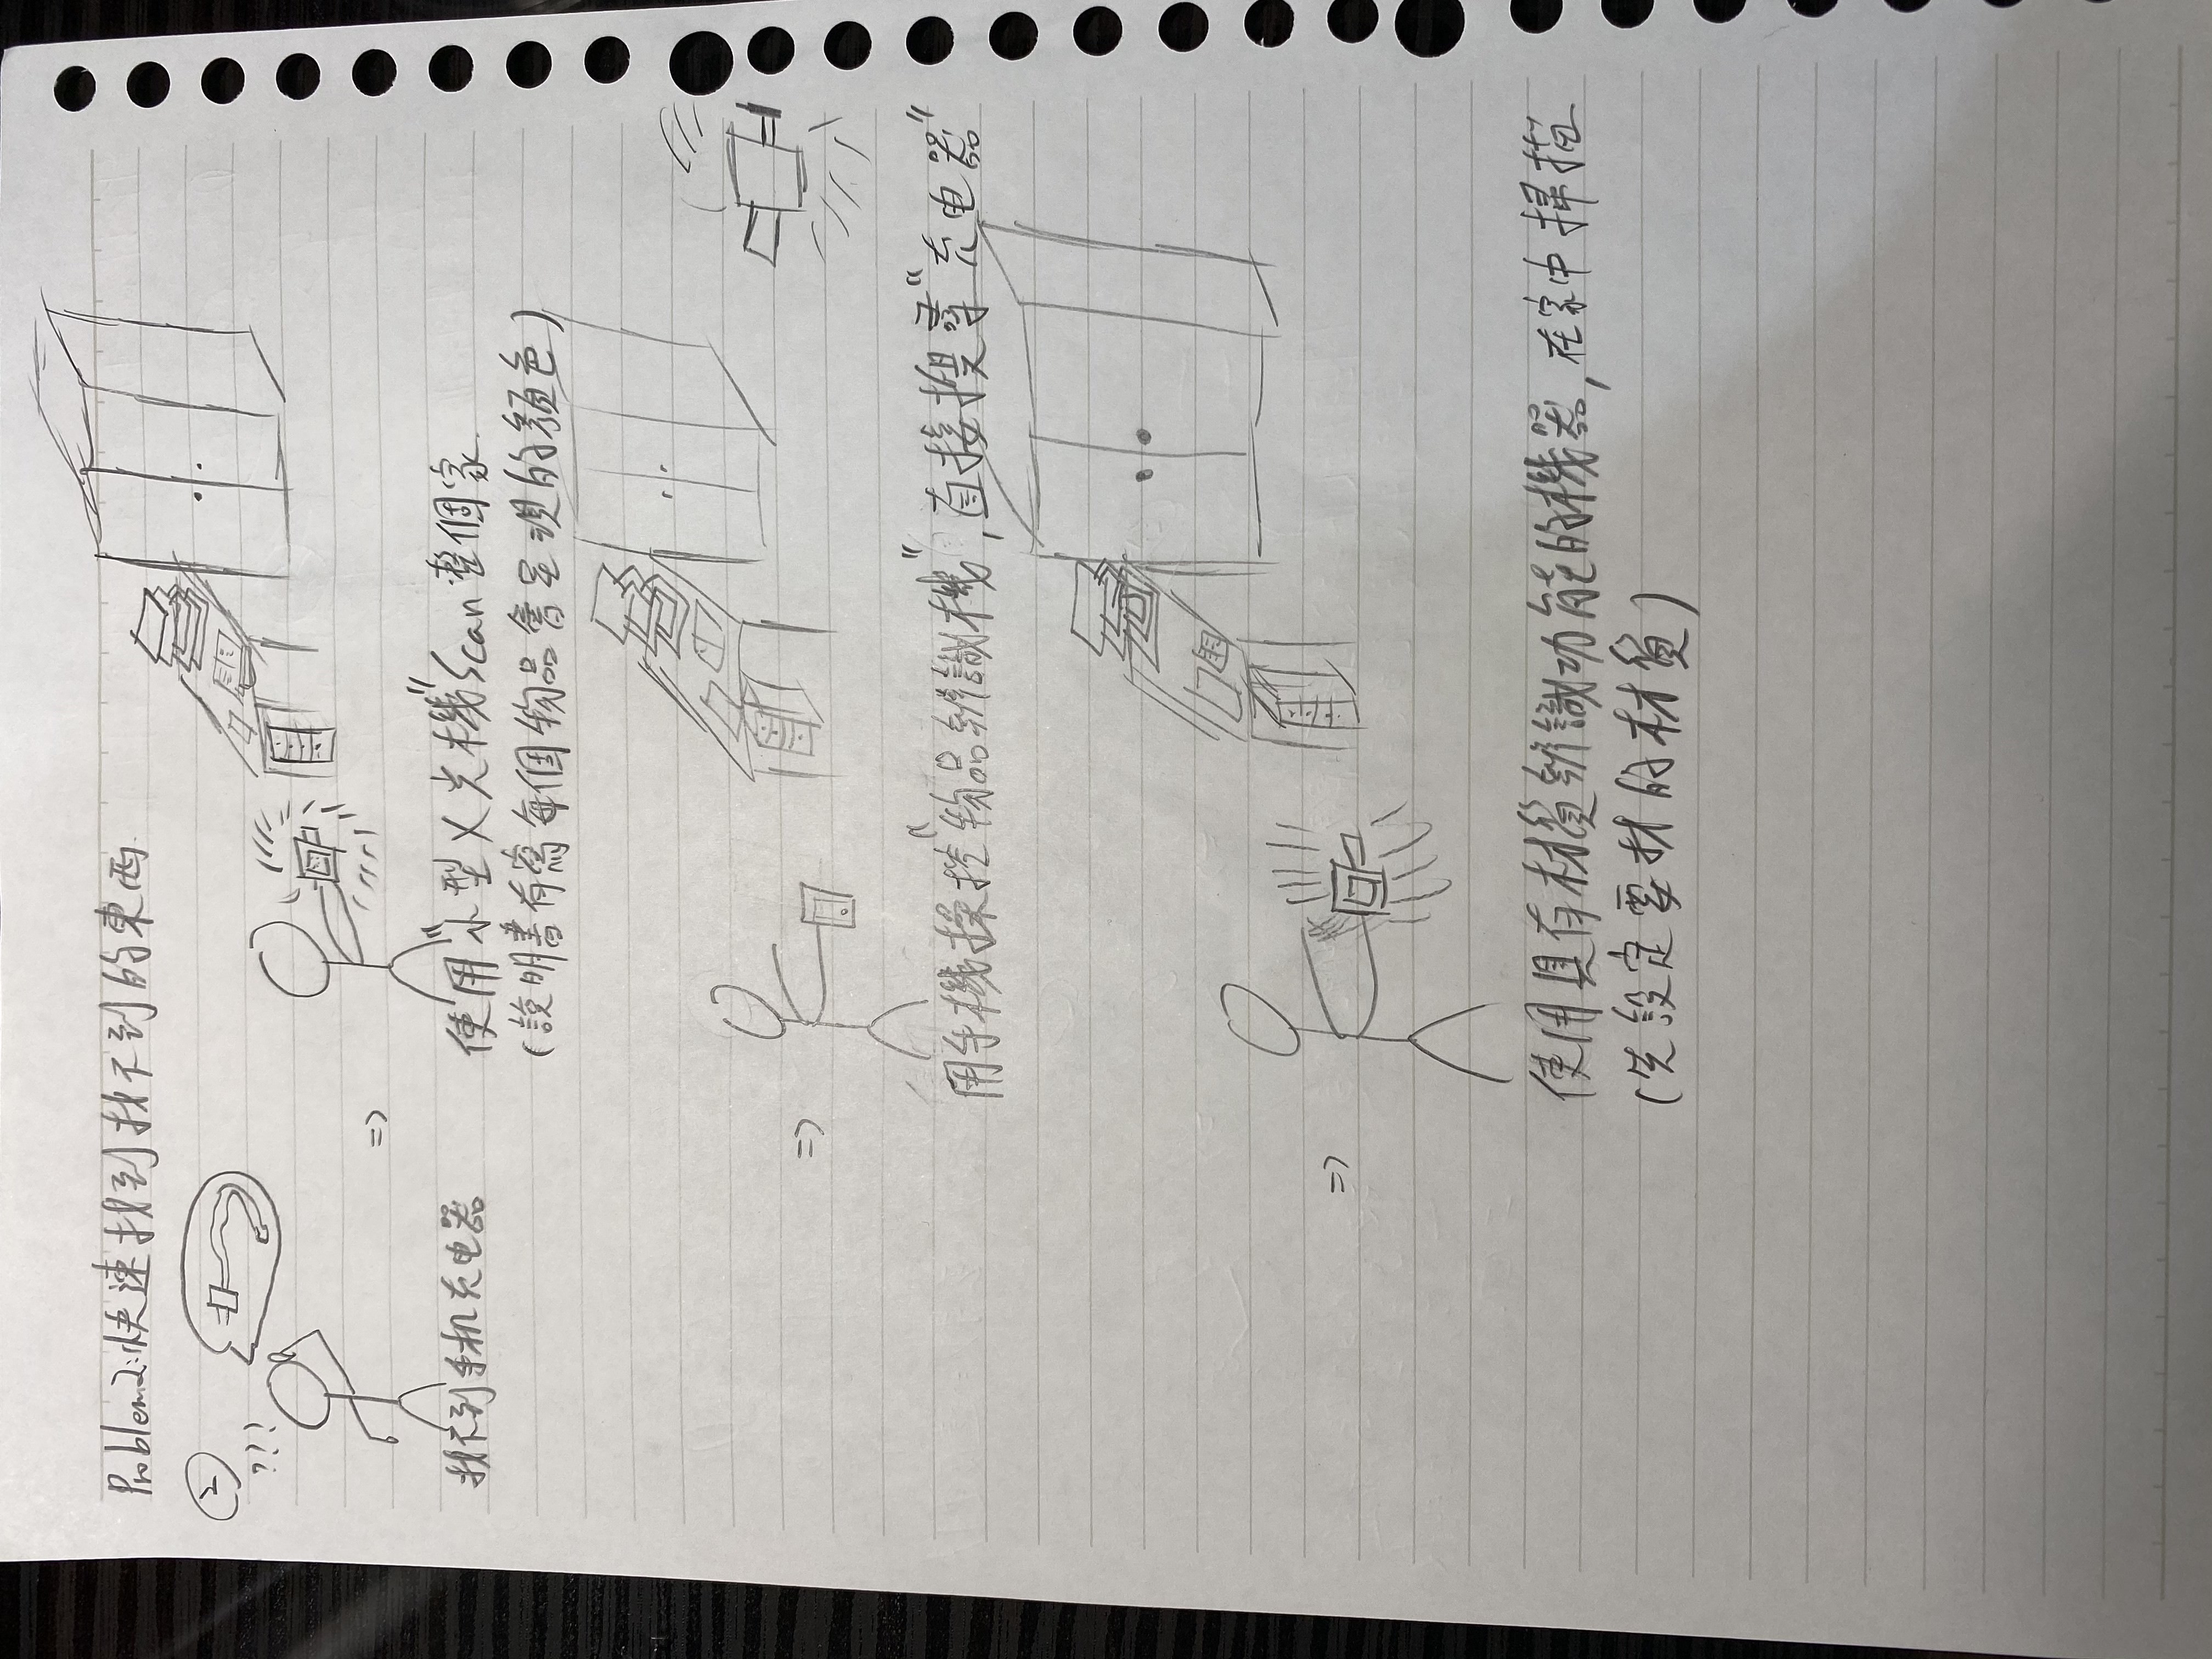 Problem2:快速找到找不到的東西
②
???
找不到手机充电器
=>
使用"小型X光機"Scan整個家.
(說明書有寫每個物品會呈現的顏色)
=>
用手機操控"物品辨識機",直接搜尋"充电器"
=>
使用具有材質辨識功能的機器,在家中掃描
(先設定要找的材質)